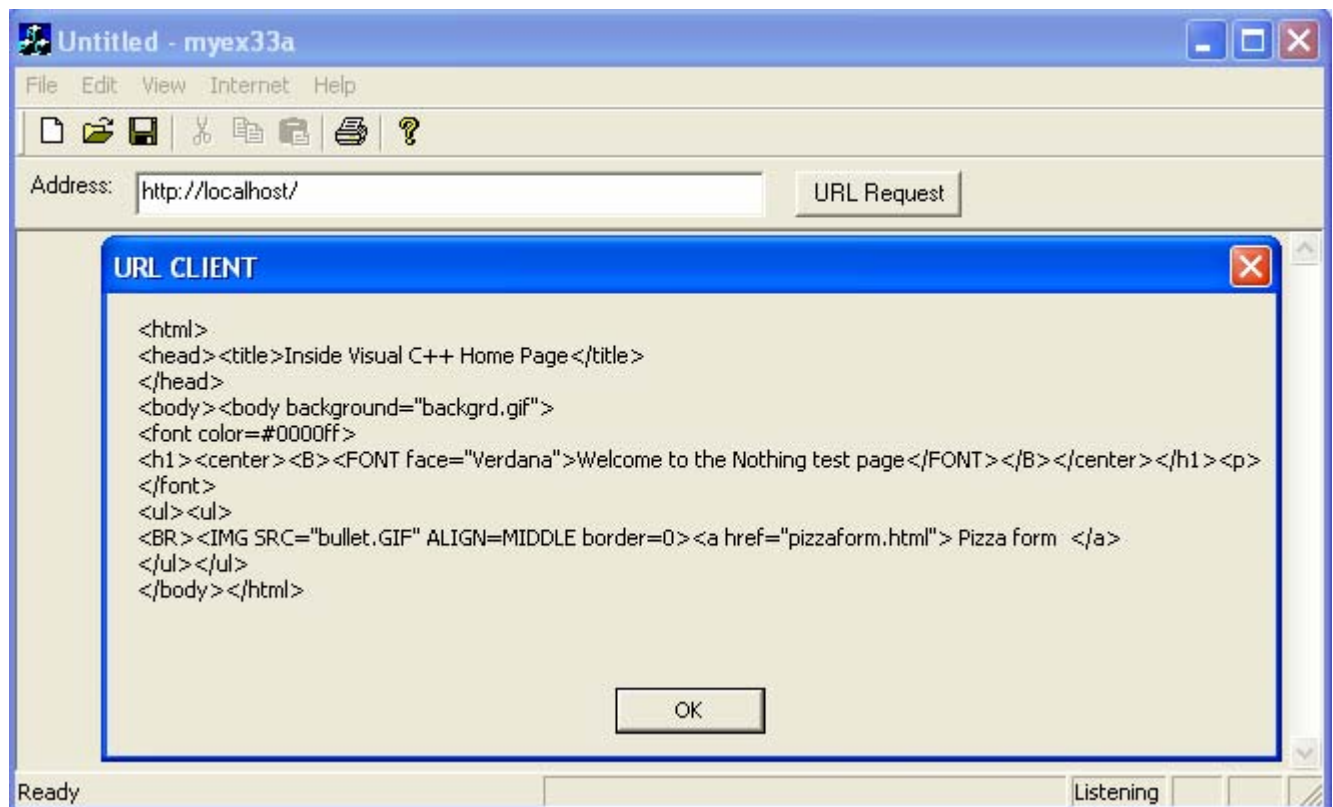 Untitled - myex33a
File Edit View Internet Help
Address: http://localhost/ URL Request
URL CLIENT
<html>
<head><title>Inside Visual C++ Home Page</title>
</head>
<body><body background="backgrd.gif">
<font color=#0000ff>
<h1><center><B><FONT face="Verdana">Welcome to the Nothing test page</FONT></B></center></h1><p>
</font>
<ul><ul>
<BR><IMG SRC="bullet.GIF" ALIGN=MIDDLE border=0><a href="pizzaform.html"> Pizza form  </a>
</ul></ul>
</body></html>
OK
Ready Listening